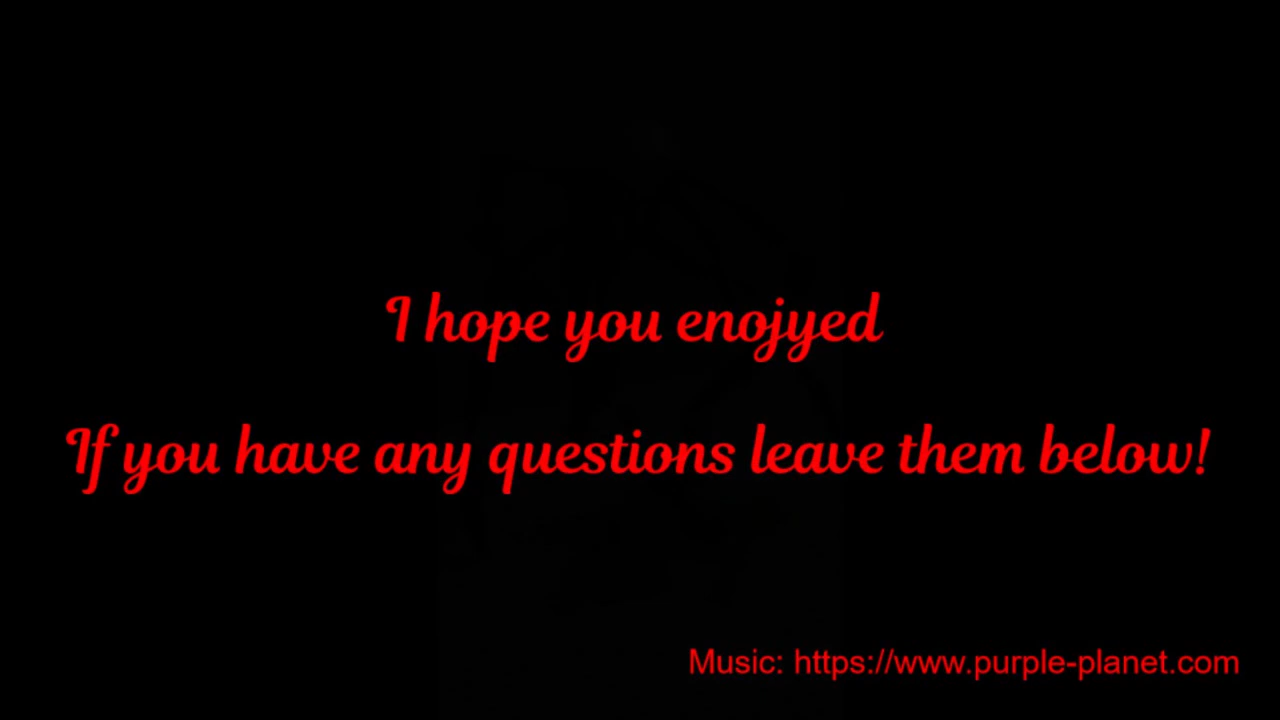 I hope you enojyed
If you have any questions leave them below!
Music: https://www.purple-planet.com